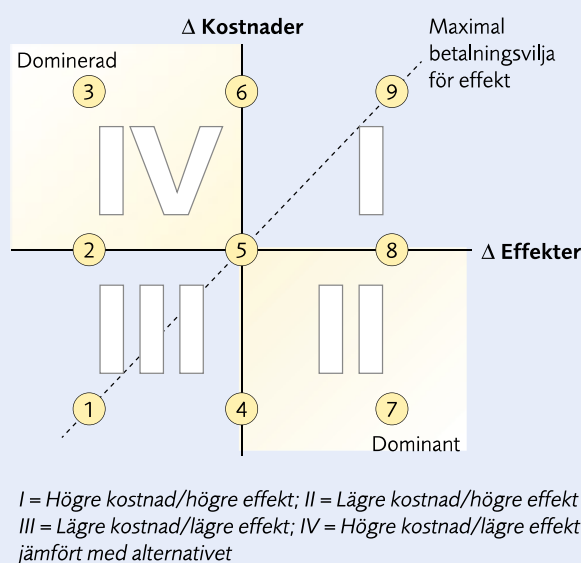 Δ Kostnader
Maximal
betalningsvilja
för effekt
Dominerad
3
6
9
IV
I
2
5
8
Δ Effekter
III
II
1
4
7
Dominant
I = Högre kostnad/högre effekt; II = Lägre kostnad/högre effekt
III = Lägre kostnad/lägre effekt; IV = Högre kostnad/lägre effekt
jämfört med alternativet